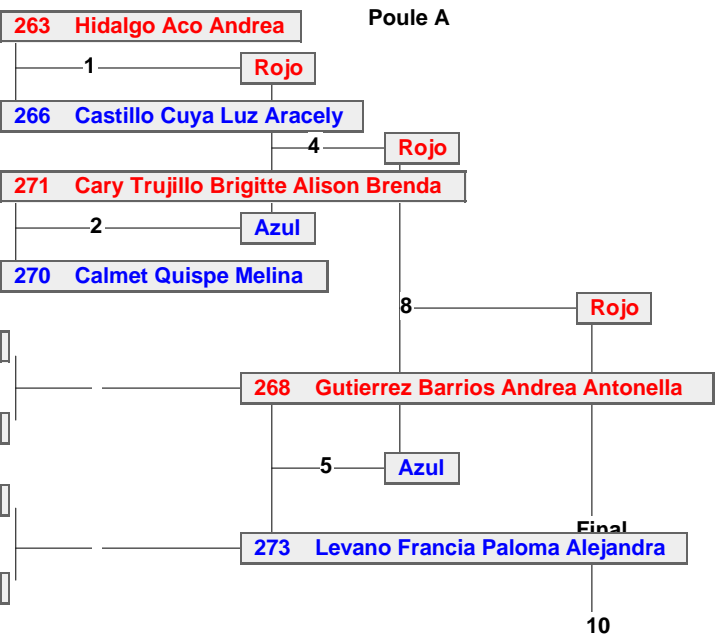 Poule A
263 Hidalgo Aco Andrea
1 Rojo
266 Castillo Cuya Luz Aracely
4 Rojo
271 Cary Trujillo Brigitte Alison Brenda
2 Azul
270 Calmet Quispe Melina
8 Rojo
268 Gutierrez Barrios Andrea Antonella
5 Azul
Final
273 Levano Francia Paloma Alejandra
10